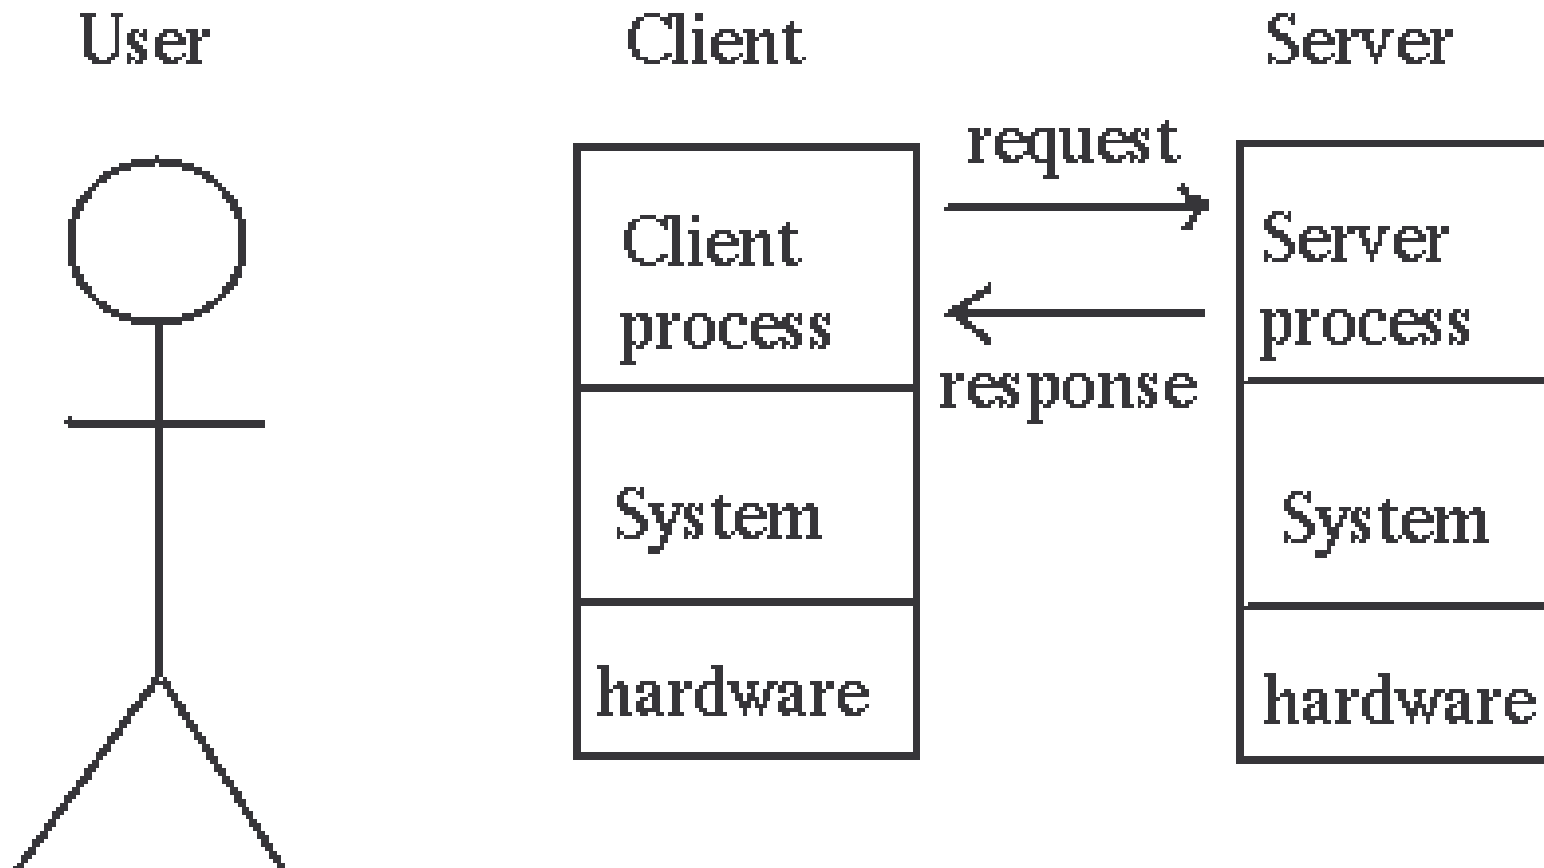 User
Client
Server
request
Client
process
Server
process
response
System
System
hardware
hardware